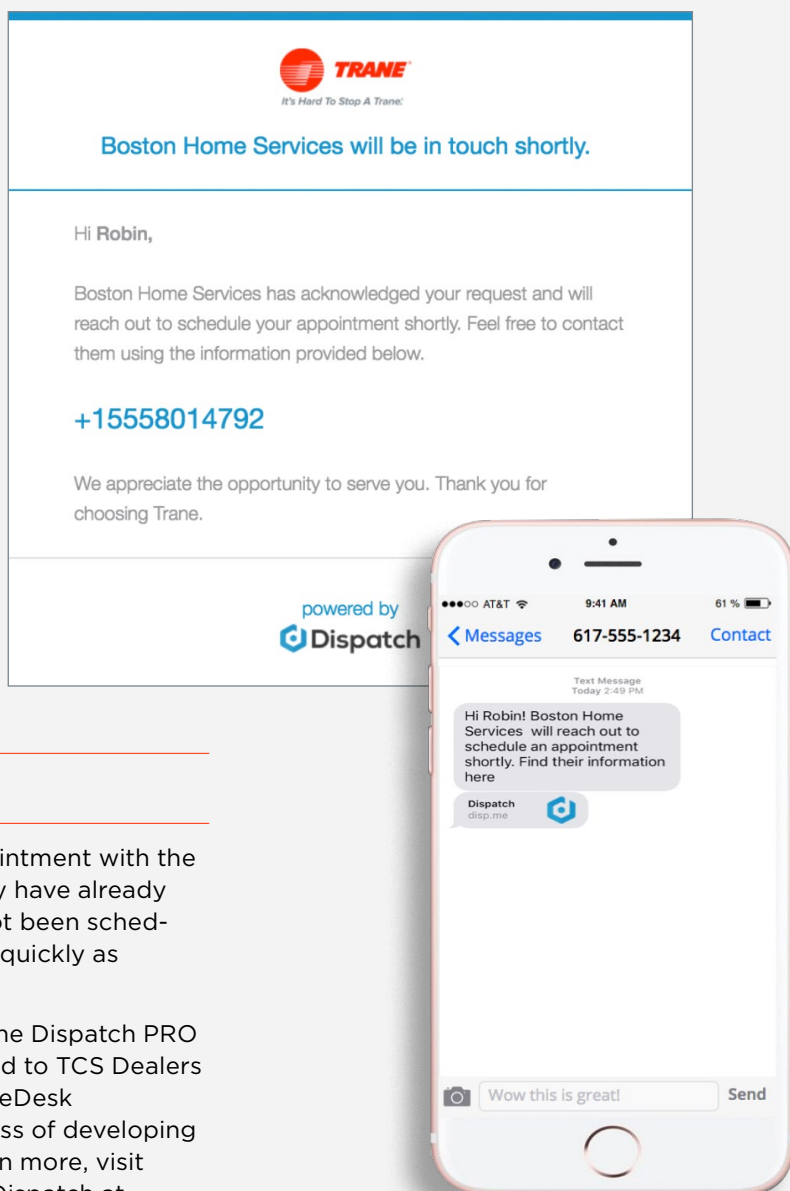 TRANE
It's Hard To Stop A Trane.
Boston Home Services will be in touch shortly.
Hi Robin,
Boston Home Services has acknowledged your request and will
reach out to schedule your appointment shortly. Feel free to contact
them using the information provided below.
+15558014792
We appreciate the opportunity to serve you. Thank you for
choosing Trane.
powered by
Dispatch
AT&T 9:41 AM 61 %
Messages 617-555-1234 Contact
Text Message
Today 2:49 PM
Hi Robin! Boston Home
Services will reach out to
schedule an appointment
shortly. Find their information
here
Dispatch
disp.me
Wow this is great! Send
intment with the
y have already
ot been sched-
quickly as
he Dispatch PRO
d to TCS Dealers
eDesk
ss of developing
n more, visit
Dispatch at